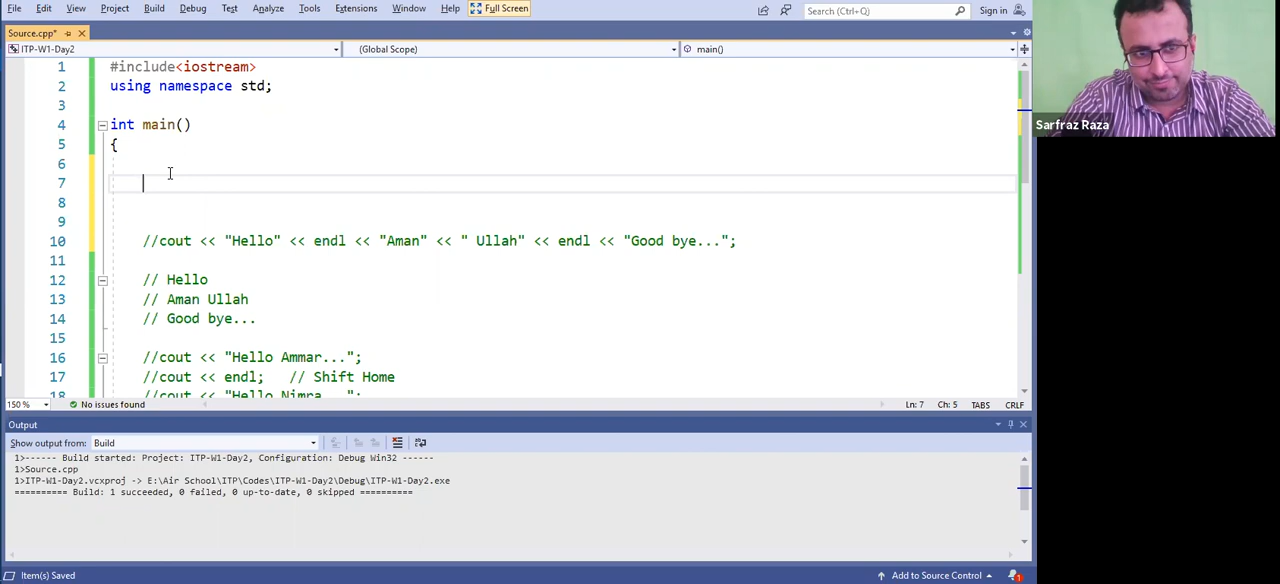 File Edit View Project Build Debug Test Analyze Tools Extensions Window Help Full Screen Search (Ctrl+Q) Sign in
Source.cpp*
ITP-W1-Day2 (Global Scope) main()
1 #include<iostream>
2 using namespace std;
3
4 int main()
5 {
6
7
8
9
10 //cout << "Hello" << endl << "Aman" << " Ullah" << endl << "Good bye...";
11
12 // Hello
13 // Aman Ullah
14 // Good bye...
15
16 //cout << "Hello Ammar...";
17 //cout << endl; // Shift Home
18 //cout << "Hello Nimra...";
150 % No issues found Ln: 7 Ch: 5 TABS CRLF
Output
Show output from: Build
1>------ Build started: Project: ITP-W1-Day2, Configuration: Debug Win32 ------
1>Source.cpp
1>ITP-W1-Day2.vcxproj -> E:\Air School\ITP\Codes\ITP-W1-Day2\Debug\ITP-W1-Day2.exe
========== Build: 1 succeeded, 0 failed, 0 up-to-date, 0 skipped ==========
Item(s) Saved Add to Source Control 1
Sarfraz Raza